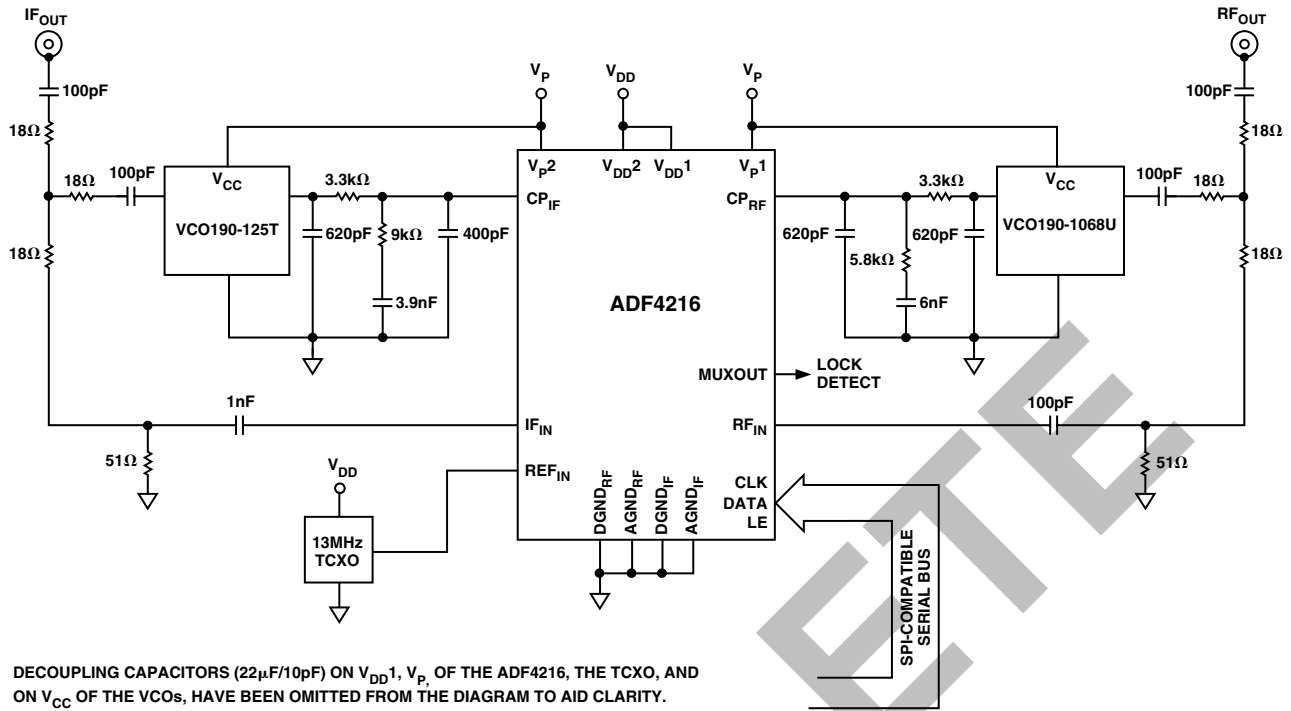 IFOUT
RFOUT
100pF
18Ω
VP
VDD
VP
100pF
18Ω
18Ω
100pF
VCC
VCO190-125T
3.3kΩ
620pF
9kΩ
400pF
3.9nF
VP2
VDD2
VDD1
VP1
CPIF
CPRF
ADF4216
3.3kΩ
620pF
5.8kΩ
620pF
6nF
VCC
VCO190-1068U
100pF
18Ω
18Ω
18Ω
MUXOUT
LOCK
DETECT
1nF
IFIN
RFIN
100pF
51Ω
51Ω
VDD
REFIN
13MHz
TCXO
DGNDRF
AGNDRF
DGNDIF
AGNDIF
CLK
DATA
LE
SPI-COMPATIBLE
SERIAL BUS
ETE
DECOUPLING CAPACITORS (22μF/10pF) ON VDD1, VP, OF THE ADF4216, THE TCXO, AND
ON VCC OF THE VCOs, HAVE BEEN OMITTED FROM THE DIAGRAM TO AID CLARITY.